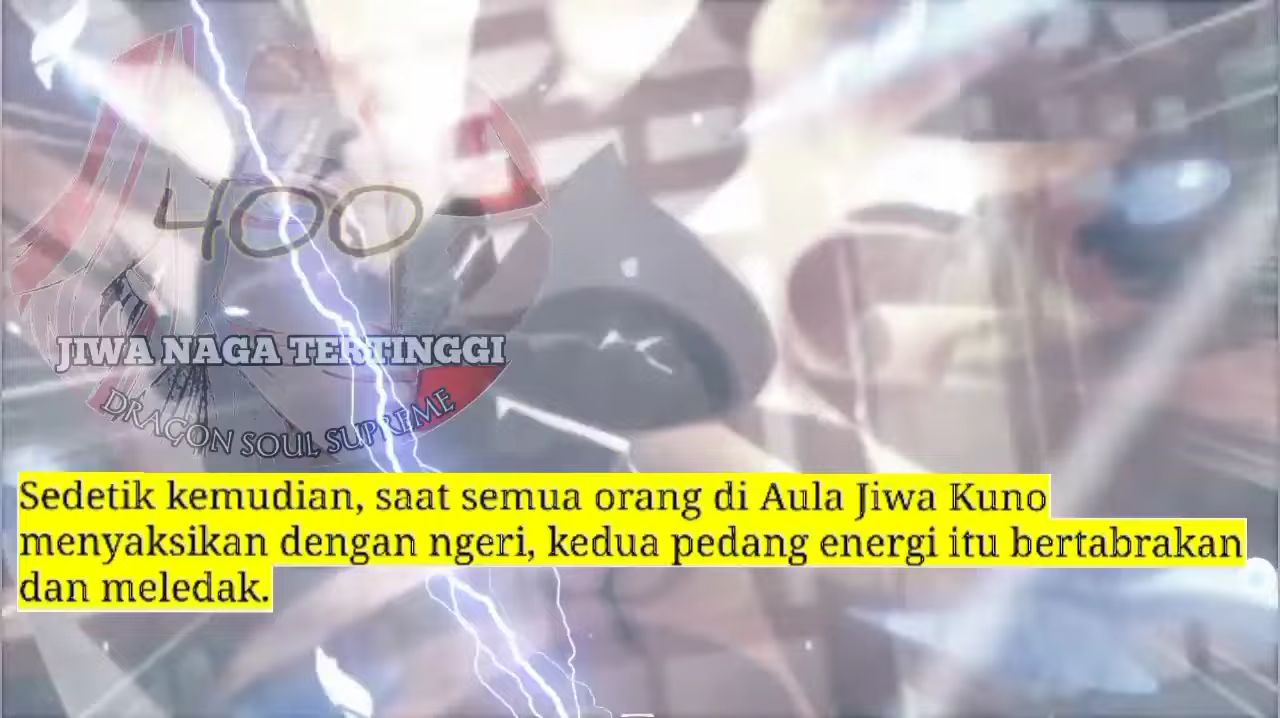 400
JIWA NAGA TERTINGGI
DRAGON SOUL SUPREME
Sedetik kemudian, saat semua orang di Aula Jiwa Kuno
menyaksikan dengan ngeri, kedua pedang energi itu bertabrakan
dan meledak.